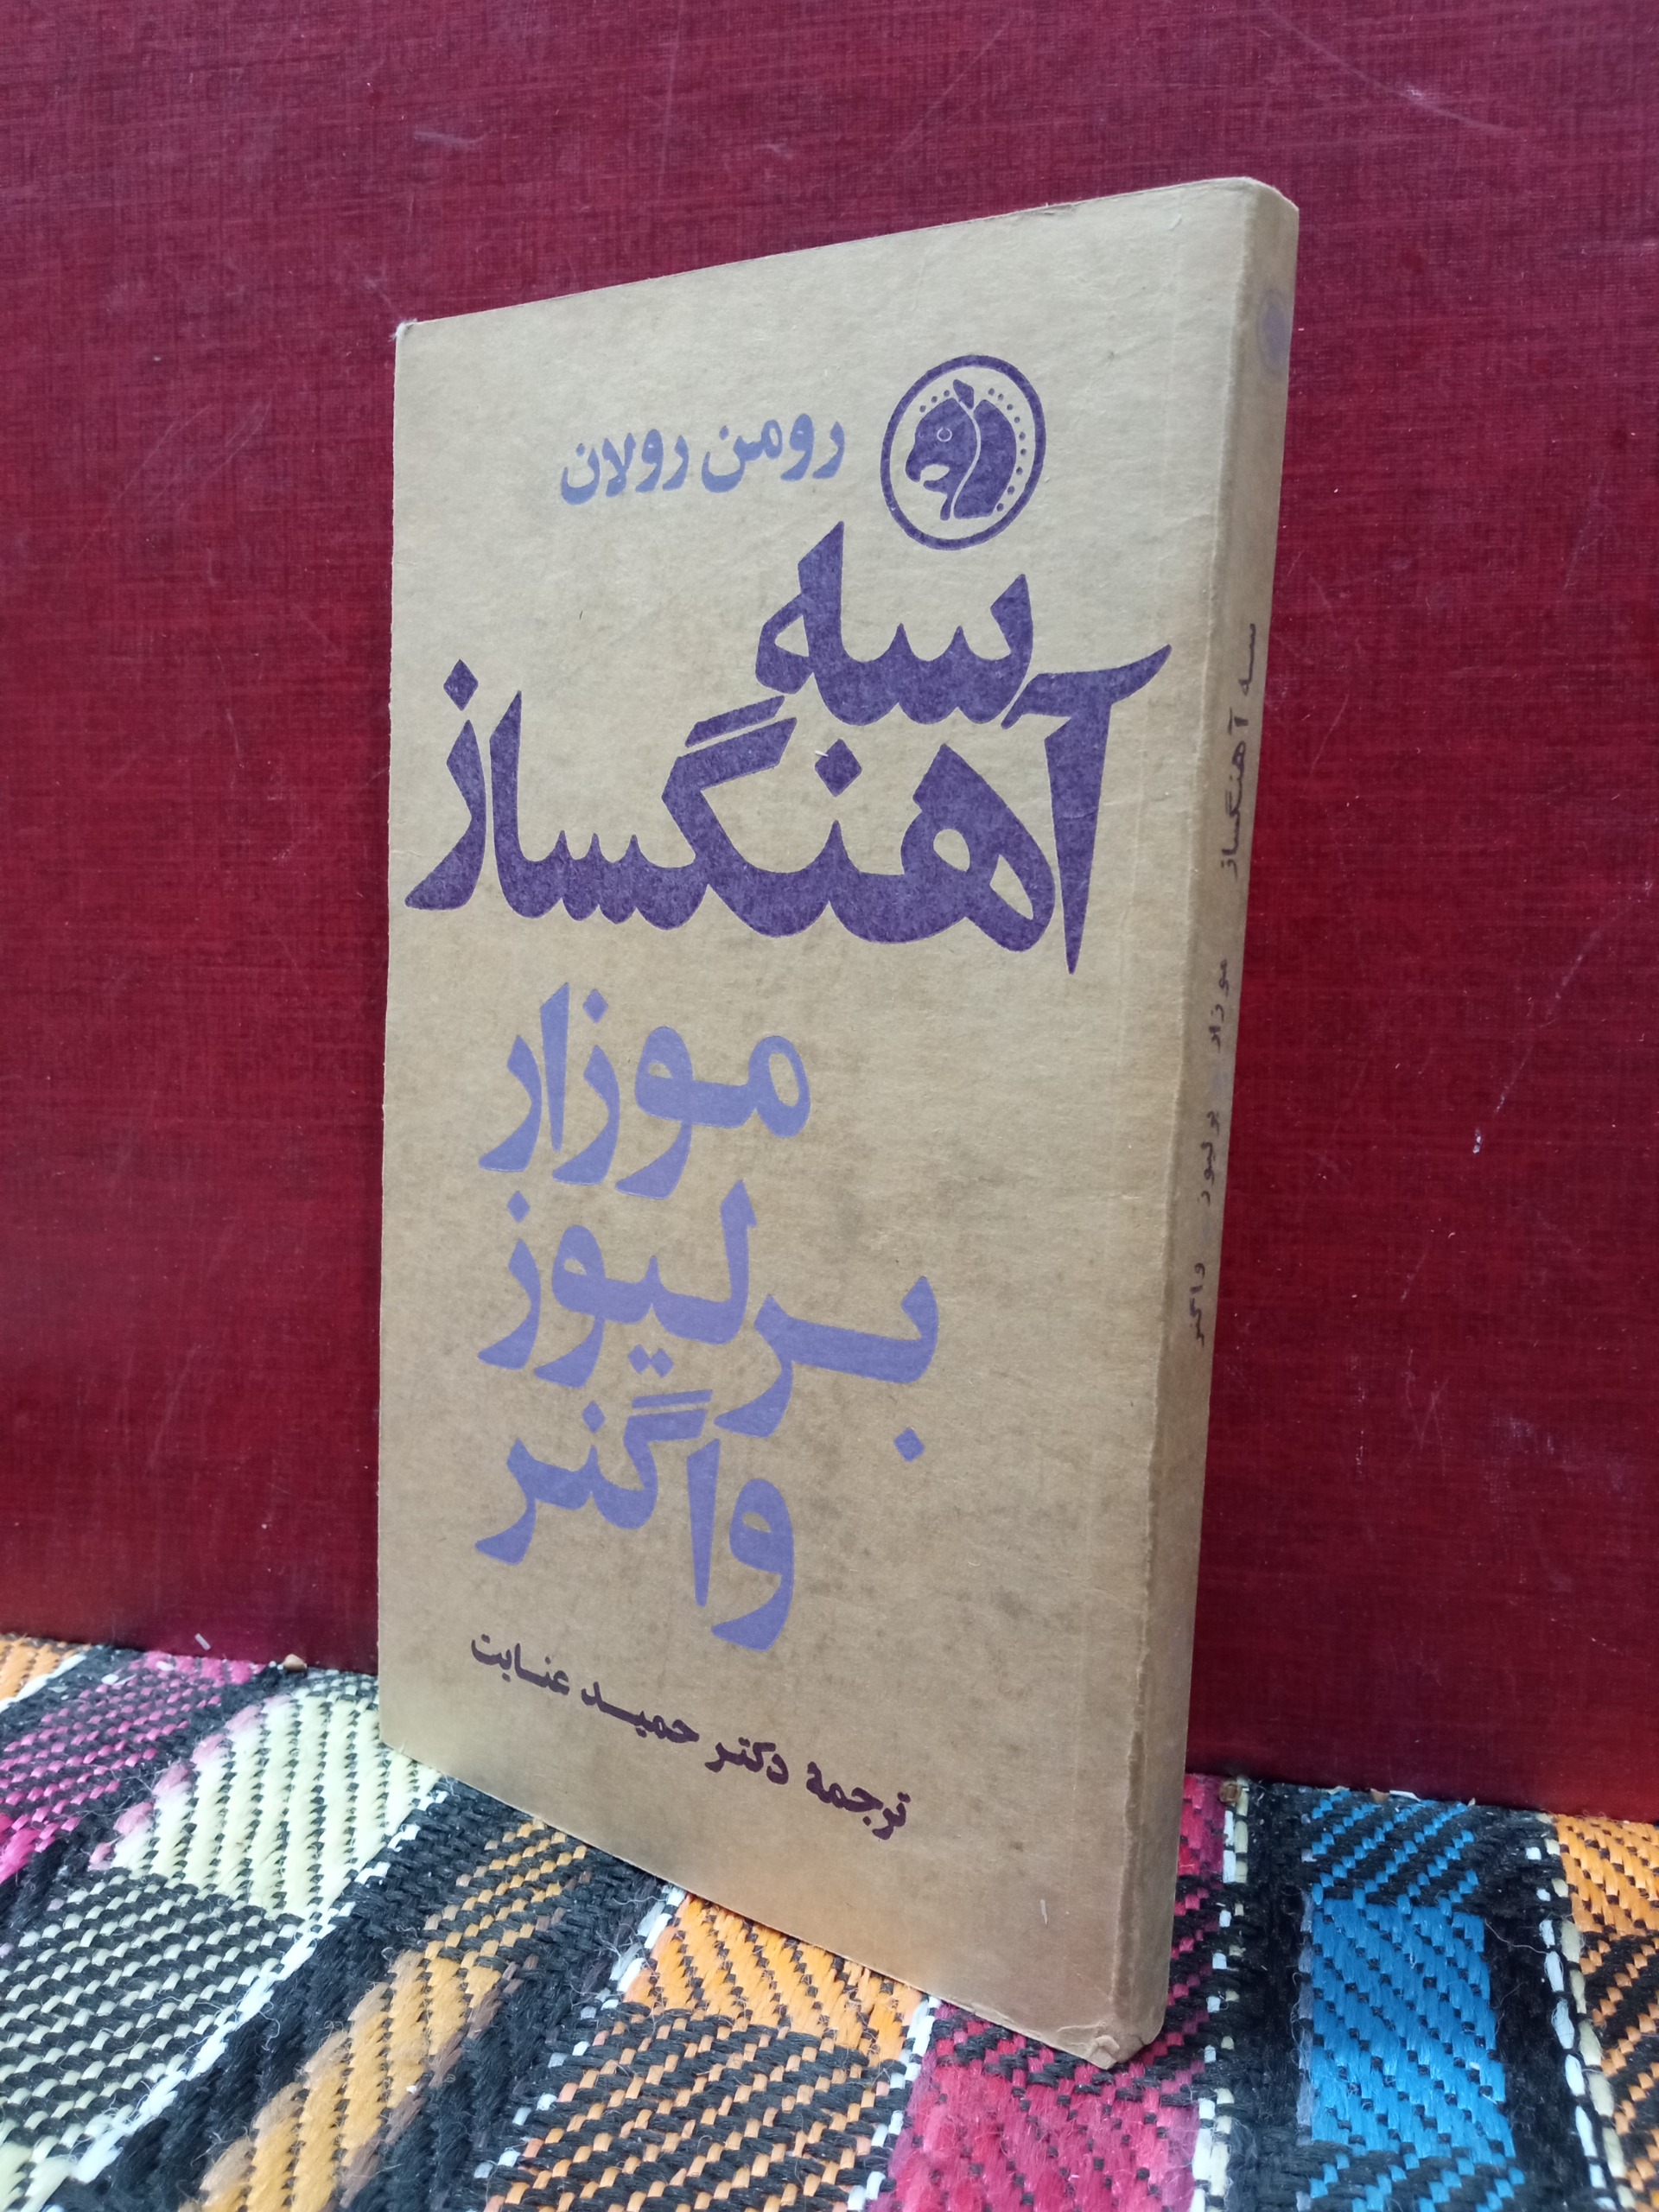 رومن رولان
سه
آهنگساز
موزار
برلیوز
واگنر
ترجمهٔ دکتر حمید عنایت
سه آهنگساز موزار برلیوز واگنر